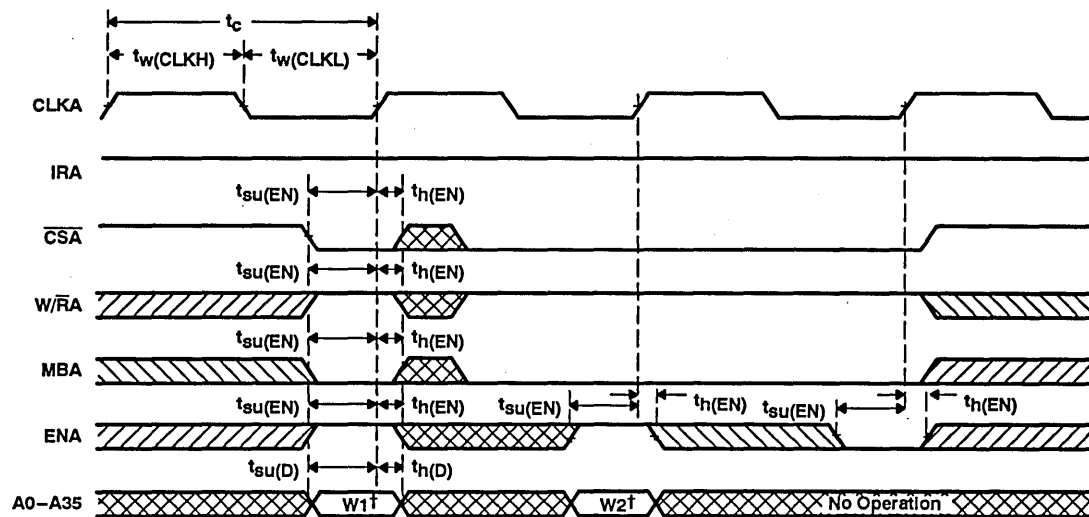 tc
tw(CLKH) tw(CLKL)
CLKA
IRA
tsu(EN) th(EN)
CSA
tsu(EN) th(EN)
W/RA
tsu(EN) th(EN)
MBA
tsu(EN) th(EN) tsu(EN) th(EN) tsu(EN) th(EN)
ENA
tsu(D) th(D)
A0–A35 W1† W2† No Operation